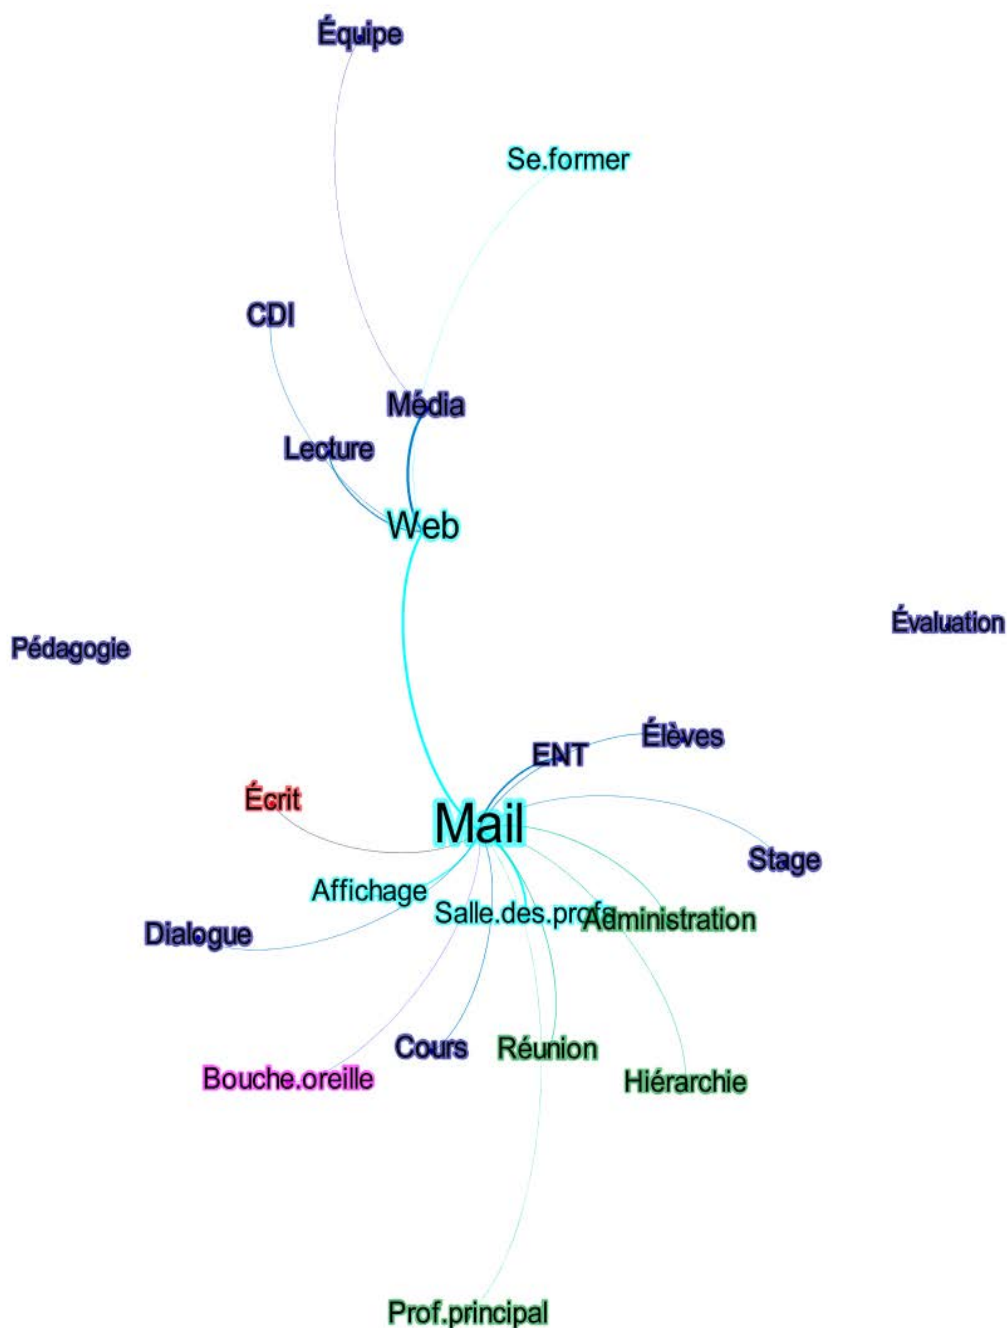 Équipe
Se.former
CDI
Média
Lecture
Web
Évaluation
Pédagogie
Élèves
ENT
Écrit
Mail
Stage
Affichage
Salle.des.profs
Administration
Dialogue
Cours
Réunion
Bouche.oreille
Hiérarchie
Prof.principal